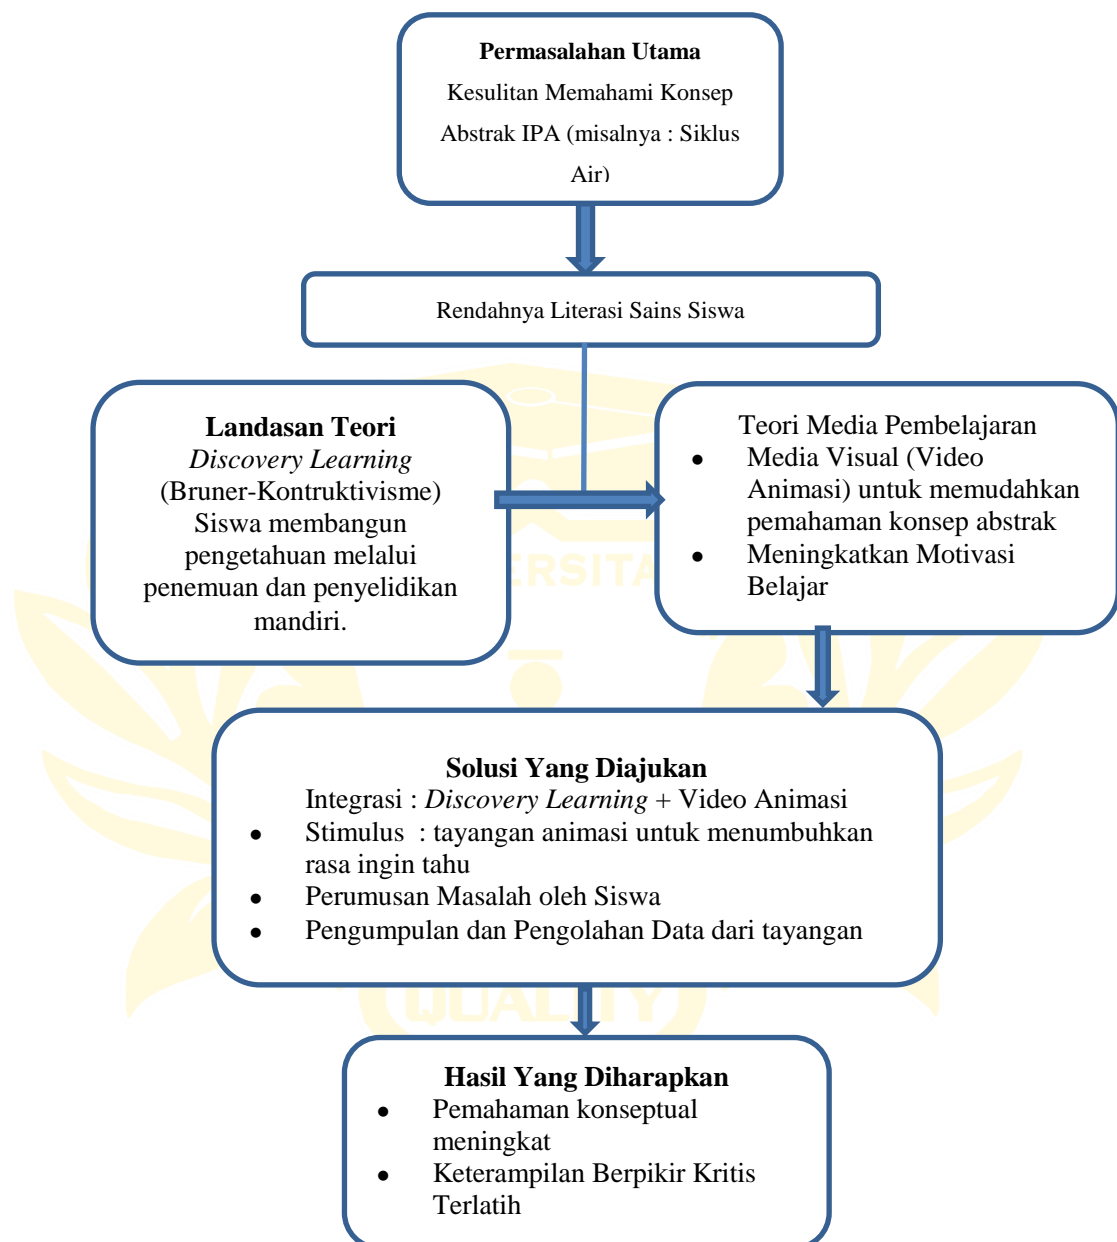 Permasalahan Utama
Kesulitan Memahami Konsep
Abstrak IPA (misalnya : Siklus
Air)
Rendahnya Literasi Sains Siswa
Landasan Teori
Discovery Learning
(Bruner-Kontruktivisme)
Siswa membangun
pengetahuan melalui
penemuan dan penyelidikan
mandiri.
Teori Media Pembelajaran
● Media Visual (Video
Animasi) untuk memudahkan
pemahaman konsep abstrak
● Meningkatkan Motivasi
Belajar
Solusi Yang Diajukan
Integrasi : Discovery Learning + Video Animasi
● Stimulus : tayangan animasi untuk menumbuhkan
rasa ingin tahu
● Perumusan Masalah oleh Siswa
● Pengumpulan dan Pengolahan Data dari tayangan
QUALITY
Hasil Yang Diharapkan
● Pemahaman konseptual
meningkat
● Keterampilan Berpikir Kritis
Terlatih